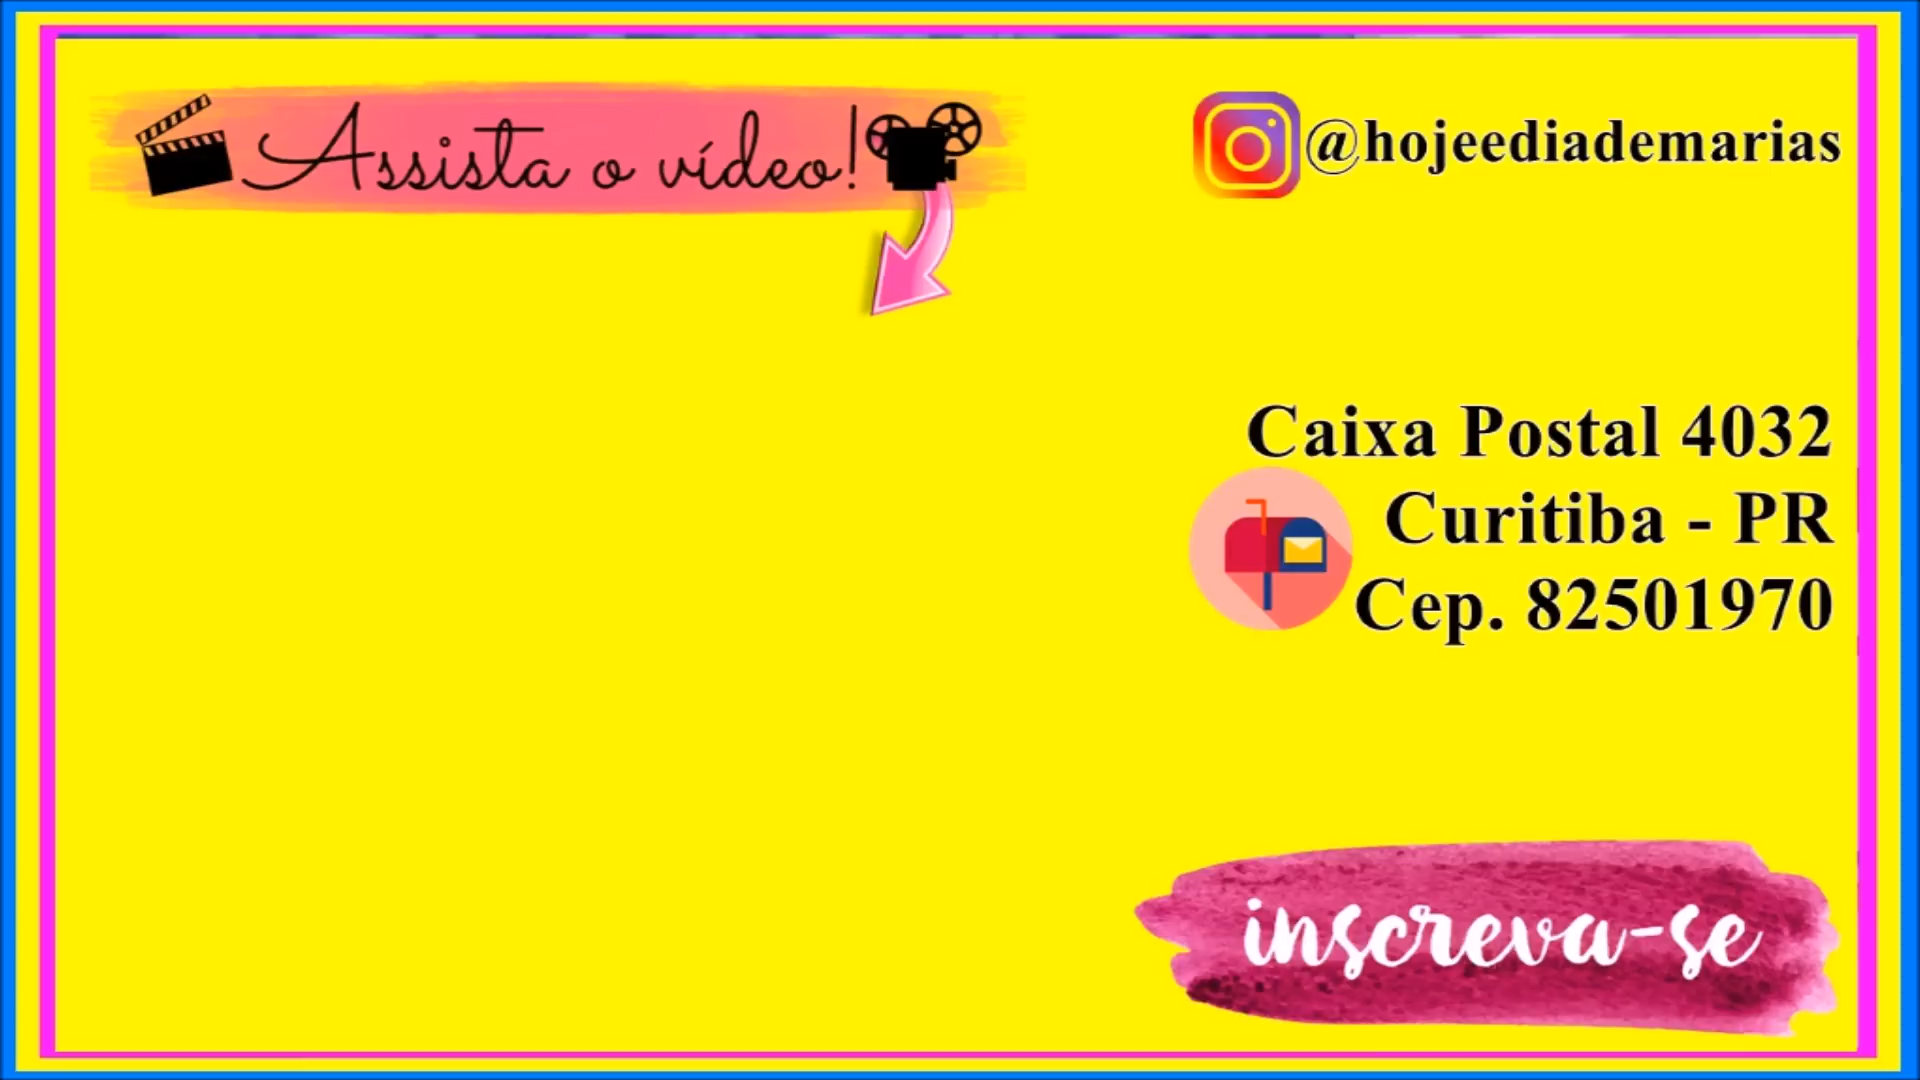 Assista o vídeo!
@hojeediademarias
Caixa Postal 4032
Curitiba - PR
Cep. 82501970
inscreva-se